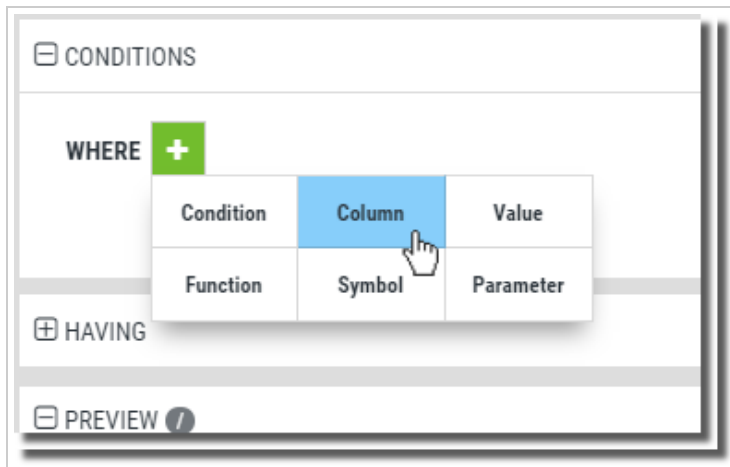 CONDITIONS
WHERE
Condition Column Value
Function Symbol Parameter
HAVING
PREVIEW